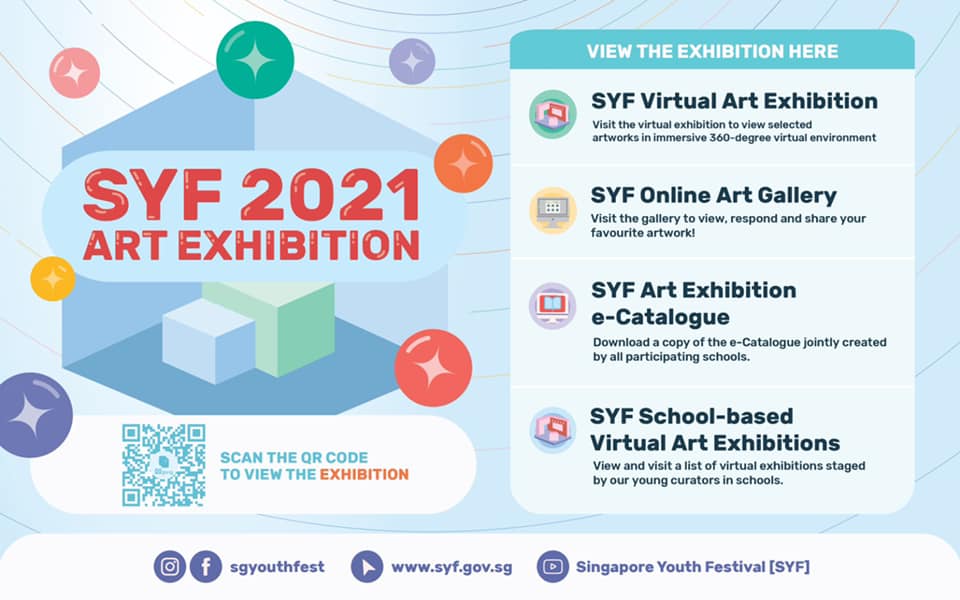 SYF 2021
ART EXHIBITION
SCAN THE QR CODE
TO VIEW THE EXHIBITION
VIEW THE EXHIBITION HERE
SYF Virtual Art Exhibition
Visit the virtual exhibition to view selected
artworks in immersive 360-degree virtual environment
SYF Online Art Gallery
Visit the gallery to view, respond and share your
favourite artwork!
SYF Art Exhibition
e-Catalogue
Download a copy of the e-Catalogue jointly created
by all participating schools.
SYF School-based
Virtual Art Exhibitions
View and visit a list of virtual exhibitions staged
by our young curators in schools.
sgyouthfest
www.syf.gov.sg
Singapore Youth Festival [SYF]